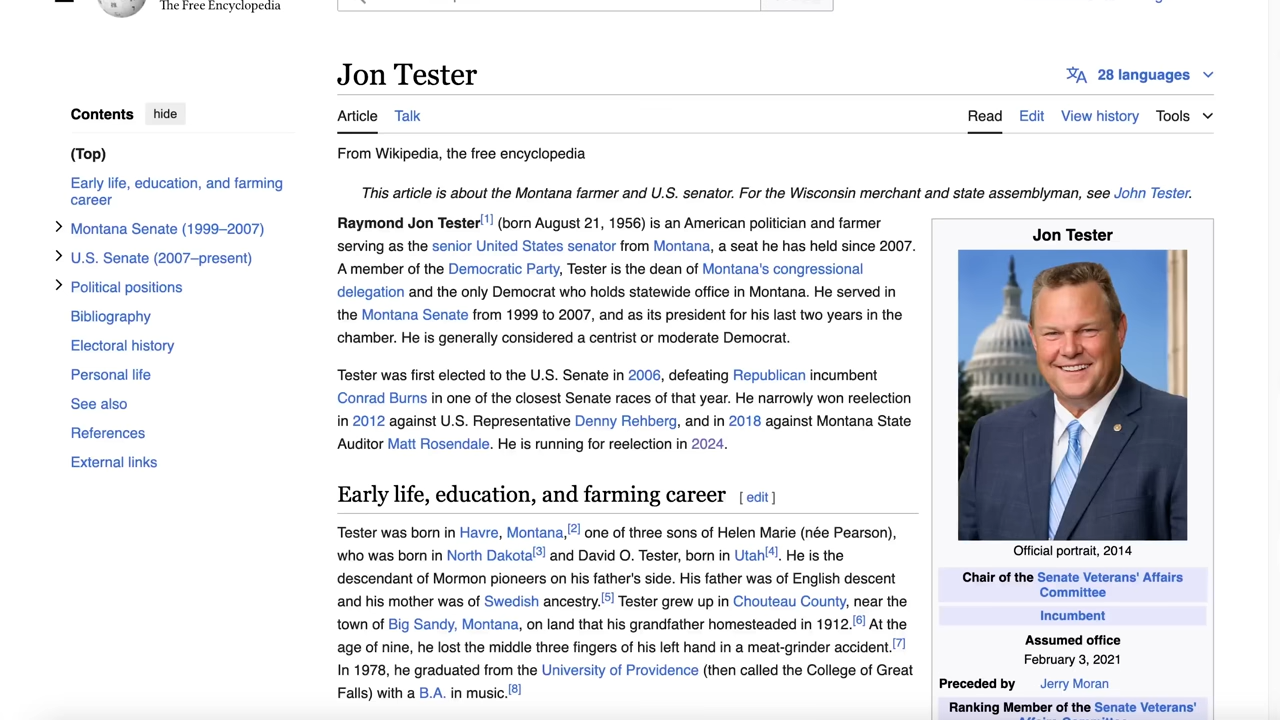 The Free Encyclopedia
Jon Tester
28 languages
Contents hide
Article Talk
Read Edit View history Tools
(Top)
Early life, education, and farming
career
Montana Senate (1999–2007)
U.S. Senate (2007–present)
Political positions
Bibliography
Electoral history
Personal life
See also
References
External links
From Wikipedia, the free encyclopedia
This article is about the Montana farmer and U.S. senator. For the Wisconsin merchant and state assemblyman, see John Tester.
Raymond Jon Tester[1] (born August 21, 1956) is an American politician and farmer
serving as the senior United States senator from Montana, a seat he has held since 2007.
A member of the Democratic Party, Tester is the dean of Montana's congressional
delegation and the only Democrat who holds statewide office in Montana. He served in
the Montana Senate from 1999 to 2007, and as its president for his last two years in the
chamber. He is generally considered a centrist or moderate Democrat.
Tester was first elected to the U.S. Senate in 2006, defeating Republican incumbent
Conrad Burns in one of the closest Senate races of that year. He narrowly won reelection
in 2012 against U.S. Representative Denny Rehberg, and in 2018 against Montana State
Auditor Matt Rosendale. He is running for reelection in 2024.
Early life, education, and farming career [ edit ]
Tester was born in Havre, Montana,[2] one of three sons of Helen Marie (née Pearson),
who was born in North Dakota[3] and David O. Tester, born in Utah[4]. He is the
descendant of Mormon pioneers on his father's side. His father was of English descent
and his mother was of Swedish ancestry.[5] Tester grew up in Chouteau County, near the
town of Big Sandy, Montana, on land that his grandfather homesteaded in 1912.[6] At the
age of nine, he lost the middle three fingers of his left hand in a meat-grinder accident.[7]
In 1978, he graduated from the University of Providence (then called the College of Great
Falls) with a B.A. in music.[8]
Jon Tester
Official portrait, 2014
Chair of the Senate Veterans' Affairs
Committee
Incumbent
Assumed office
February 3, 2021
Preceded by Jerry Moran
Ranking Member of the Senate Veterans'